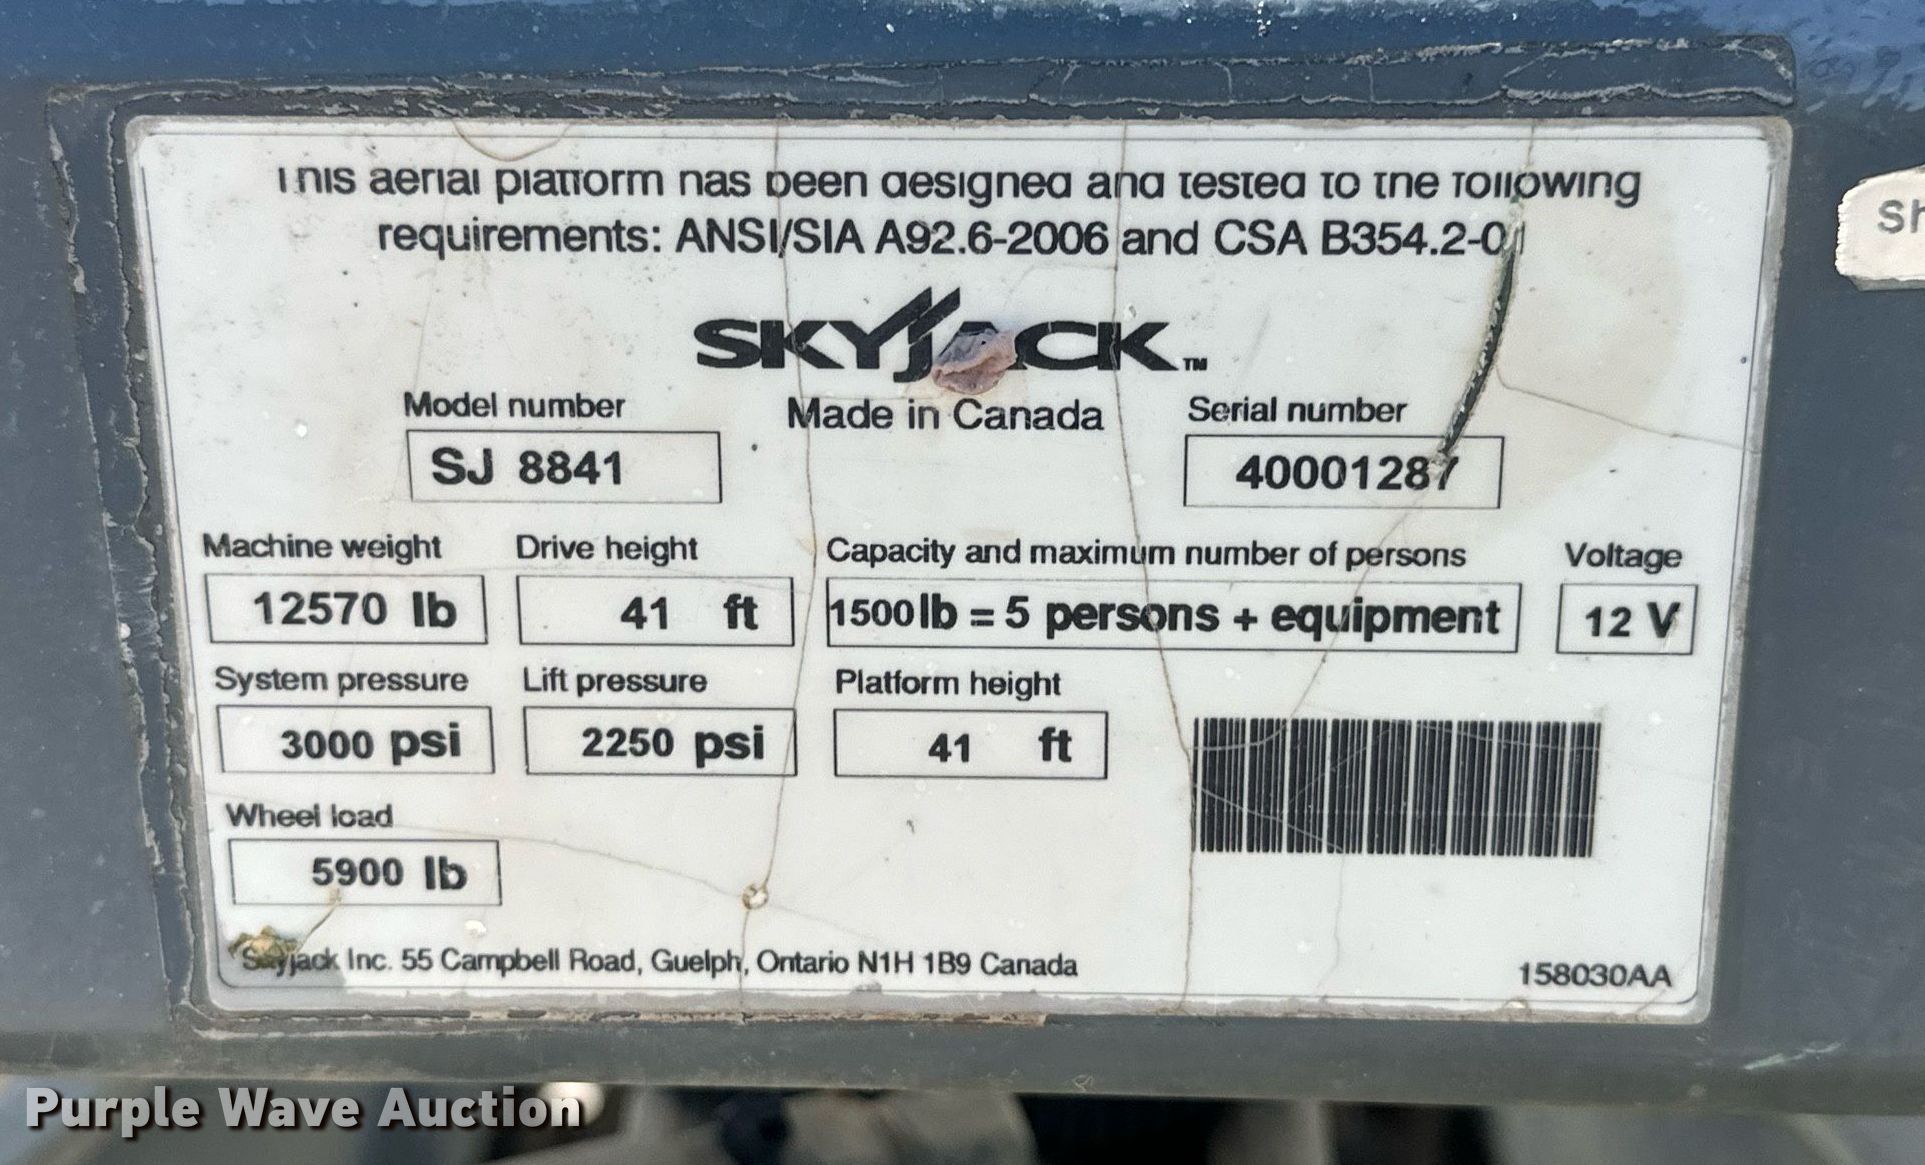 This aerial platform has been designed and tested to the following
requirements: ANSI/SIA A92.6-2006 and CSA B354.2-01
SKYJACK™
Model number
SJ 8841
Made in Canada
Serial number
40001287
Machine weight
12570 lb
Drive height
41 ft
Capacity and maximum number of persons
1500lb = 5 persons + equipment
Voltage
12 V
System pressure
3000 psi
Lift pressure
2250 psi
Platform height
41 ft
Wheel load
5900 lb
Skyjack Inc. 55 Campbell Road, Guelph, Ontario N1H 1B9 Canada
158030AA
Purple Wave Auction